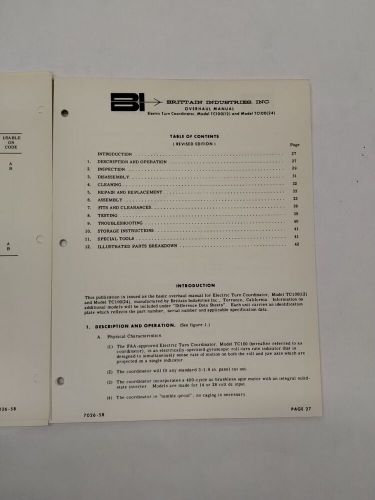 USABLE
ON
CODE
A
B
A
B
026-5B
BI
BRITTAIN INDUSTRIES, INC
OVERHAUL MANUAL
Electric Turn Coordinator, Model TC100(12) and Model TC100(24)
TABLE OF CONTENTS
(REVISED EDITION)
Page
INTRODUCTION 27
1. DESCRIPTION AND OPERATION 27
2. INSPECTION 29
3. DISASSEMBLY 31
4. CLEANING 32
5. REPAIR AND REPLACEMENT 32
6. ASSEMBLY 33
7. FITS AND CLEARANCES
8. TESTING
9. TROUBLESHOOTING 40
10. STORAGE INSTRUCTIONS 41
11. SPECIAL TOOLS 41
12. ILLUSTRATED PARTS BREAKDOWN 42
INTRODUCTION
This publication is issued as the basic overhaul manual for Electric Turn Coordinator, Model TC100(12)
and Model TC100(24), manufactured by Brittain Industries, Inc., Torrance, California. Information on
additional models will be included under "Difference Data Sheets". Each unit carries an identification
plate which reflects the part number, serial number and applicable specification data.
1. DESCRIPTION AND OPERATION. (See figure 1.)
A. Physical Characteristics
(1) The FAA-approved Electric Turn Coordinator, Model TC100 (hereafter referred to as
coordinator), is an electrically-operated gyroscopic roll-turn rate indicator that is
designed to simultaneously sense rate of motion on both the roll and yaw axis which are
projected to a single indicator.
(2) The coordinator will fit any standard 3-1/8 in. panel cut out.
(3) The coordinator incorporates a 400-cycle ac brushless spin motor with an integral solid-
state inverter. Models are made for 14 or 28 volt dc input.
(4) The coordinator is "tumble-proof", no caging is necessary.
7026-5B
PAGE 27